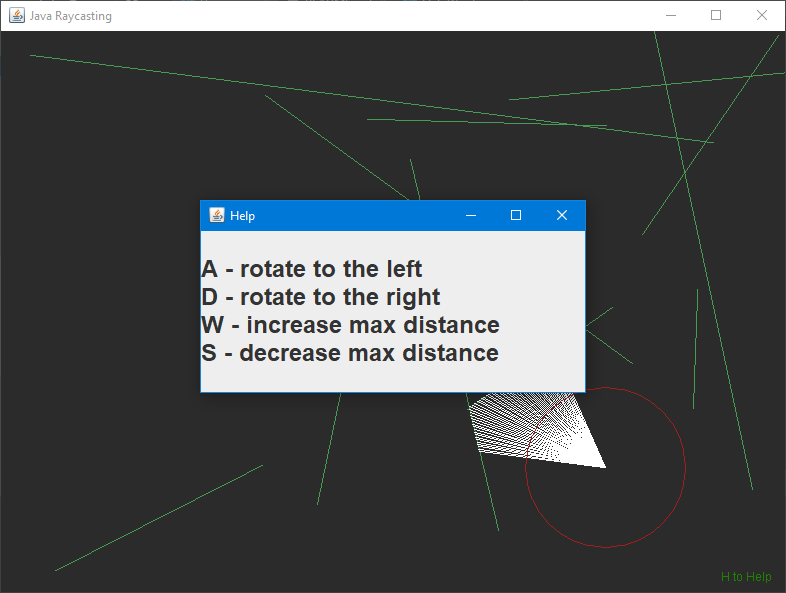 Java Raycasting
Help
A - rotate to the left
D - rotate to the right
W - increase max distance
S - decrease max distance
H to Help